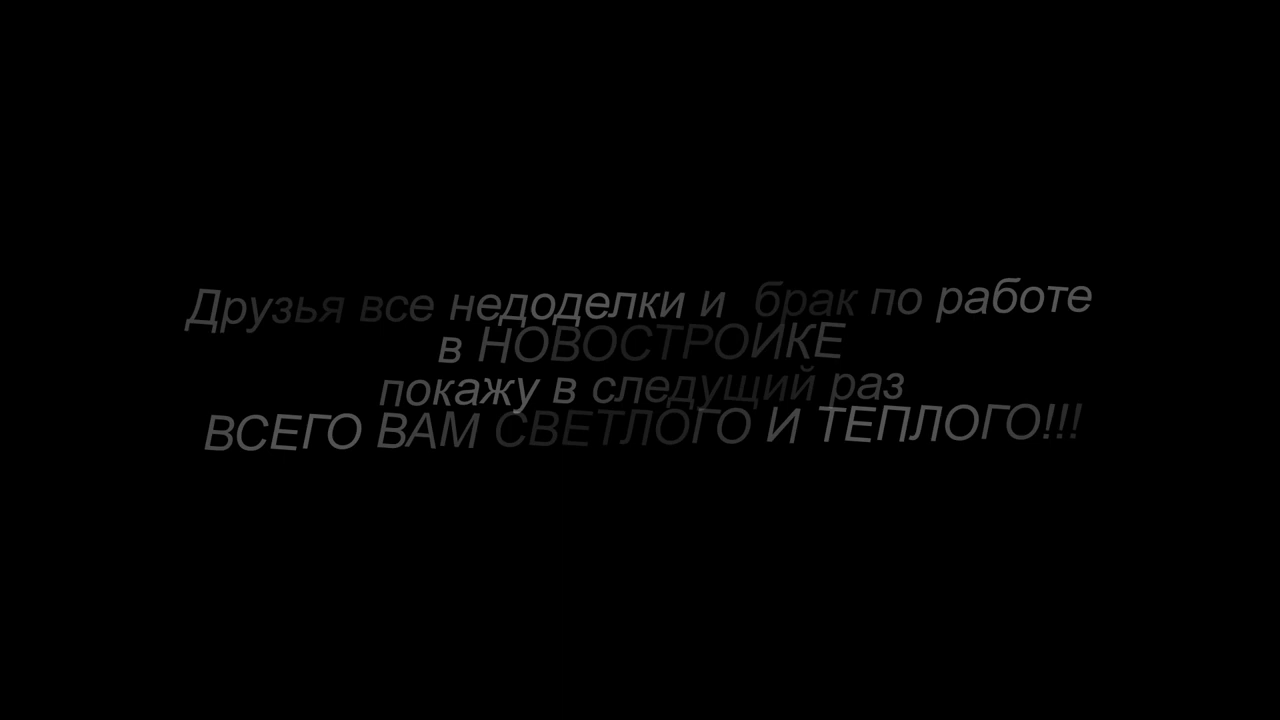 Друзья все недоделки и брак по работе
в НОВОСТРОЙКЕ
покажу в следущий раз
ВСЕГО ВАМ СВЕТЛОГО И ТЕПЛОГО!!!